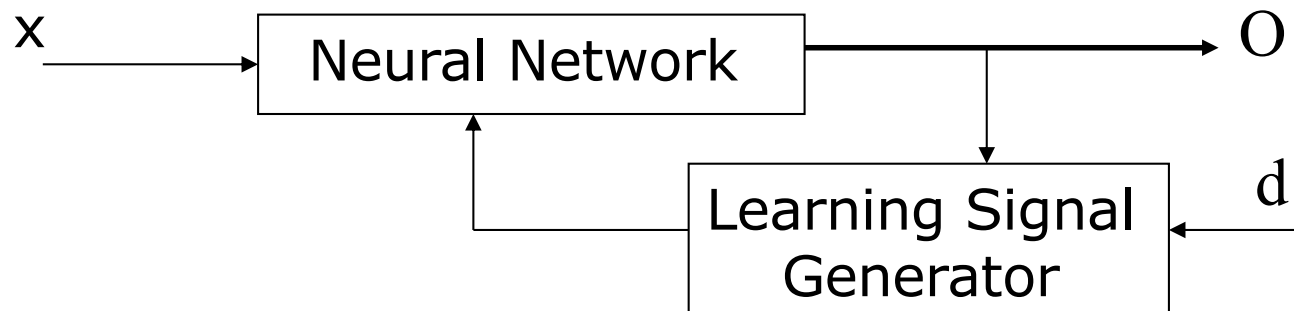 x
Neural Network
O
Learning Signal
Generator
d